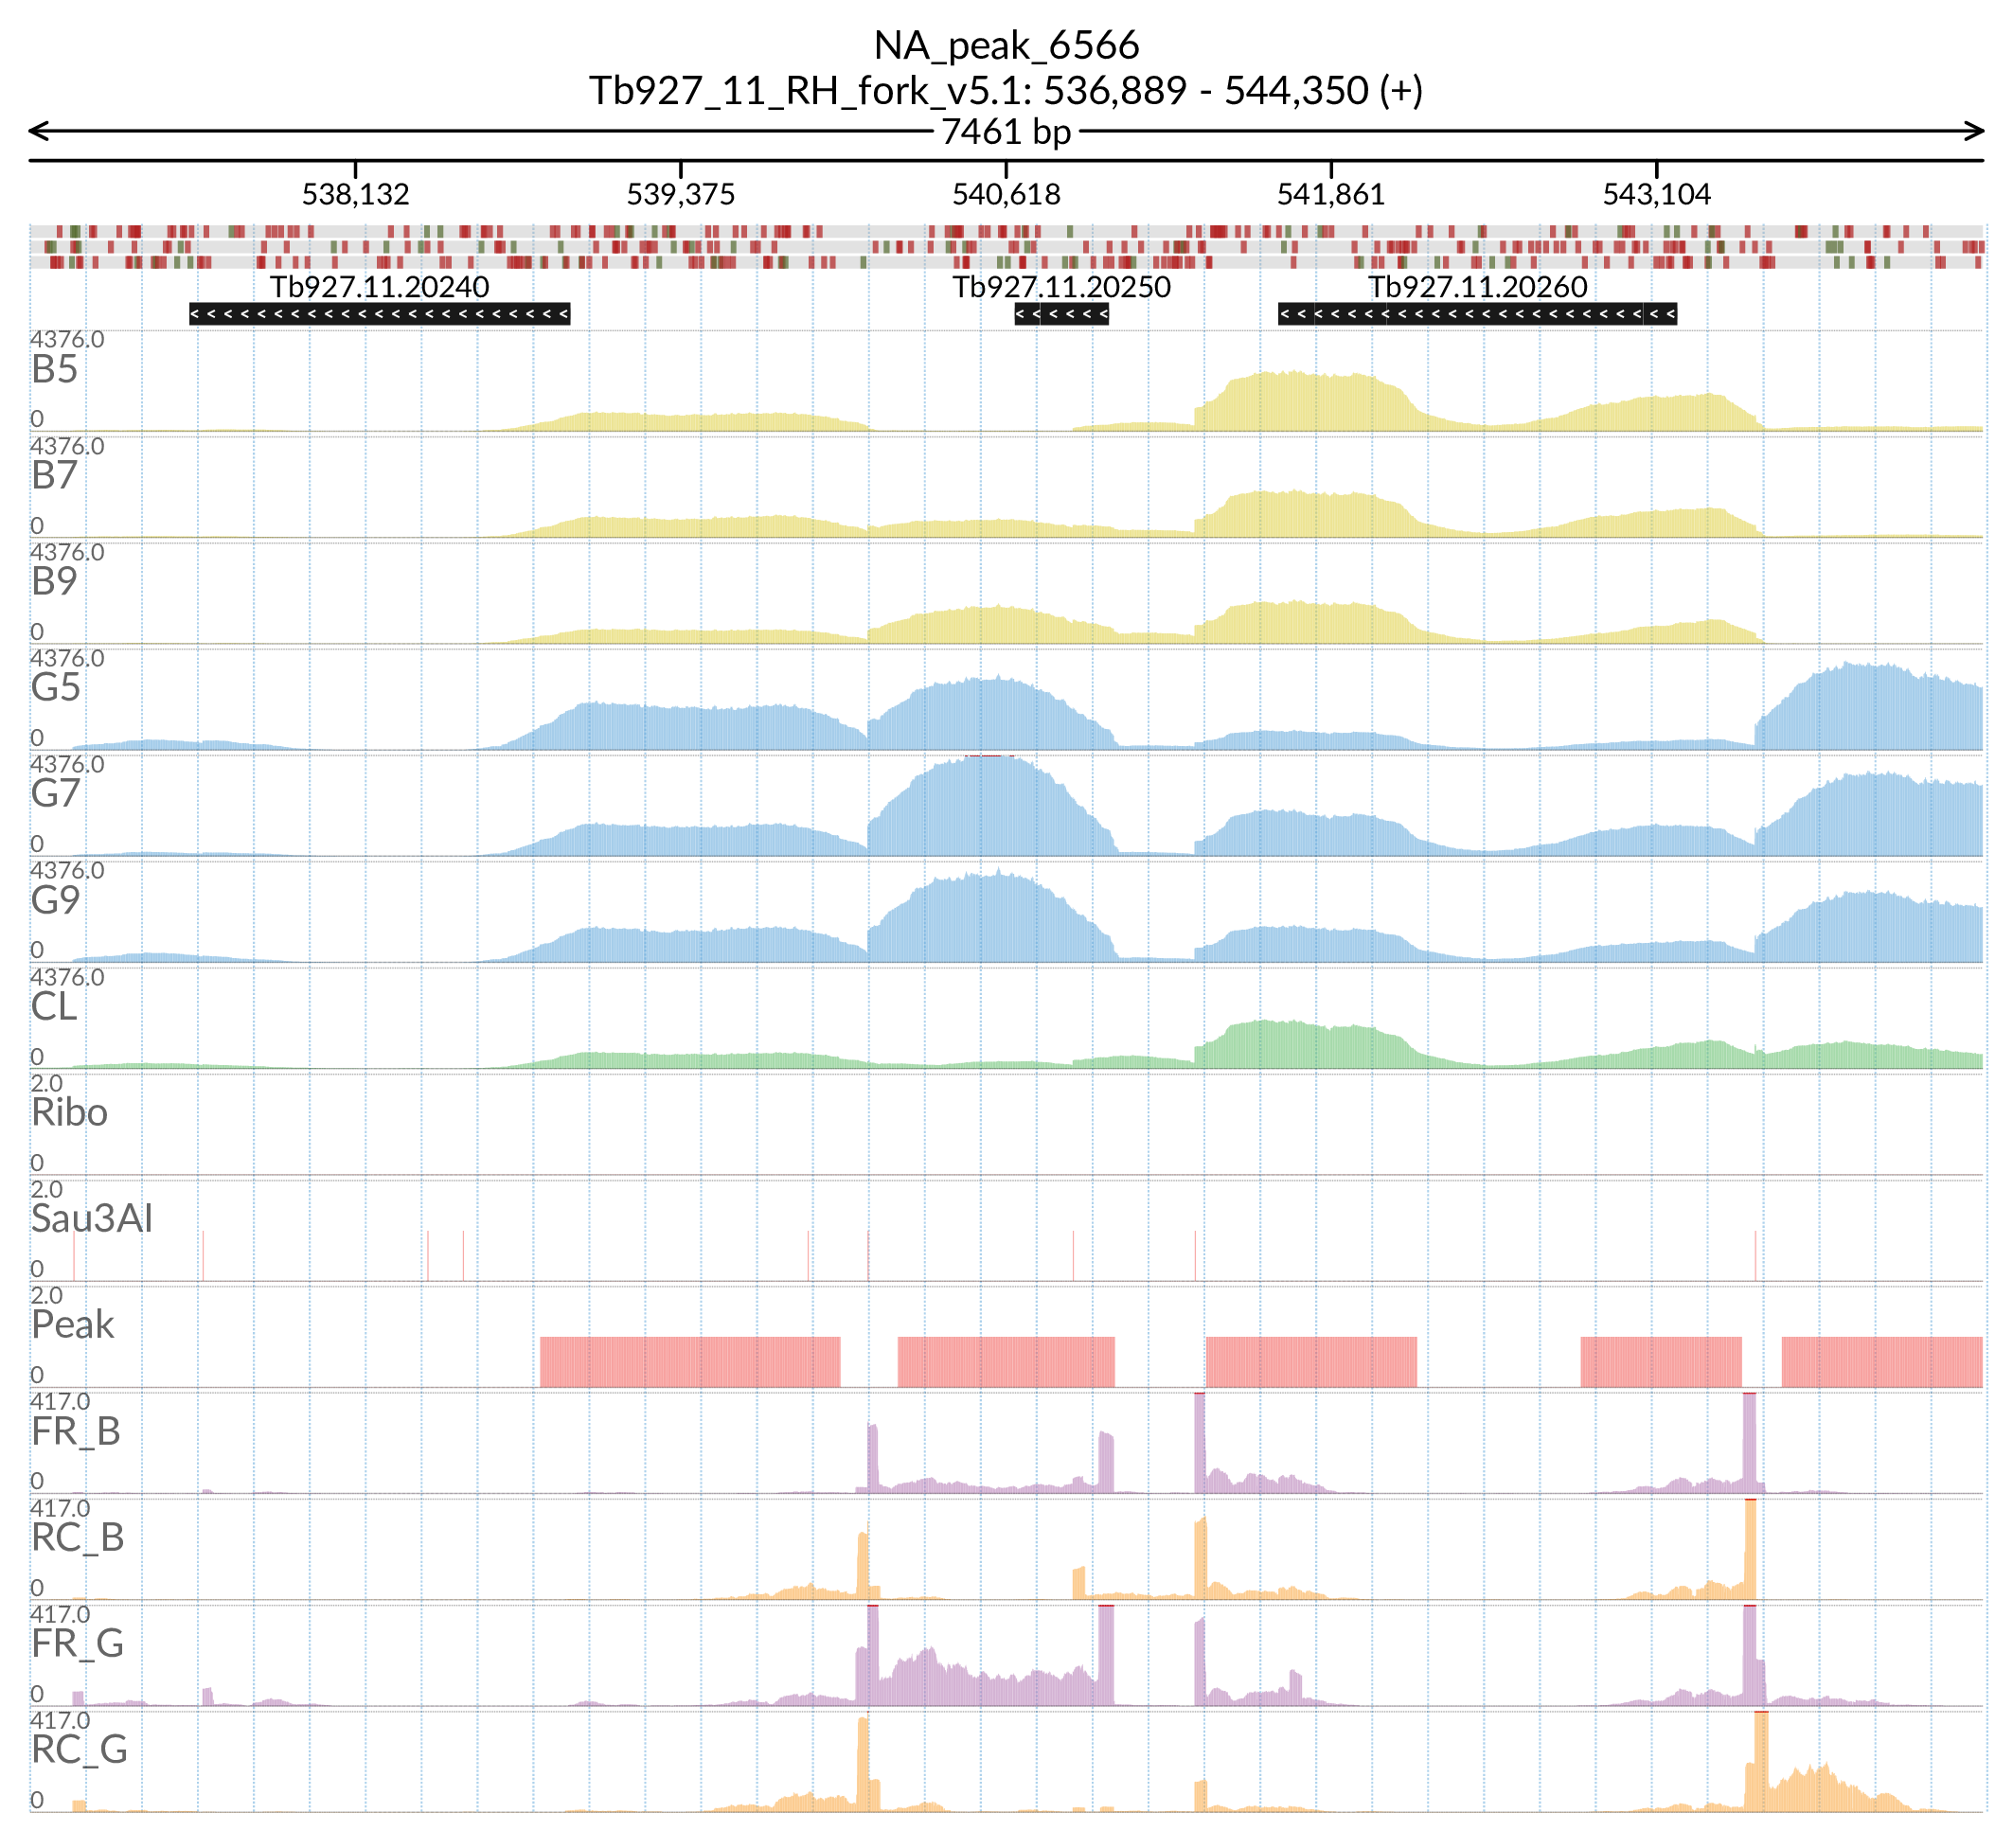 NA_peak_6566
Tb927_11_RH_fork_v5.1: 536,889 - 544,350 (+)
7461 bp
538,132 539,375 540,618 541,861 543,104
Tb927.11.20240 Tb927.11.20250 Tb927.11.20260
4376.0
B5
0
4376.0
B7
0
4376.0
B9
0
4376.0
G5
0
4376.0
G7
0
4376.0
G9
0
4376.0
CL
0
2.0
Ribo
0
2.0
Sau3AI
0
2.0
Peak
0
417.0
FR_B
0
417.0
RC_B
0
417.0
FR_G
0
417.0
RC_G
0